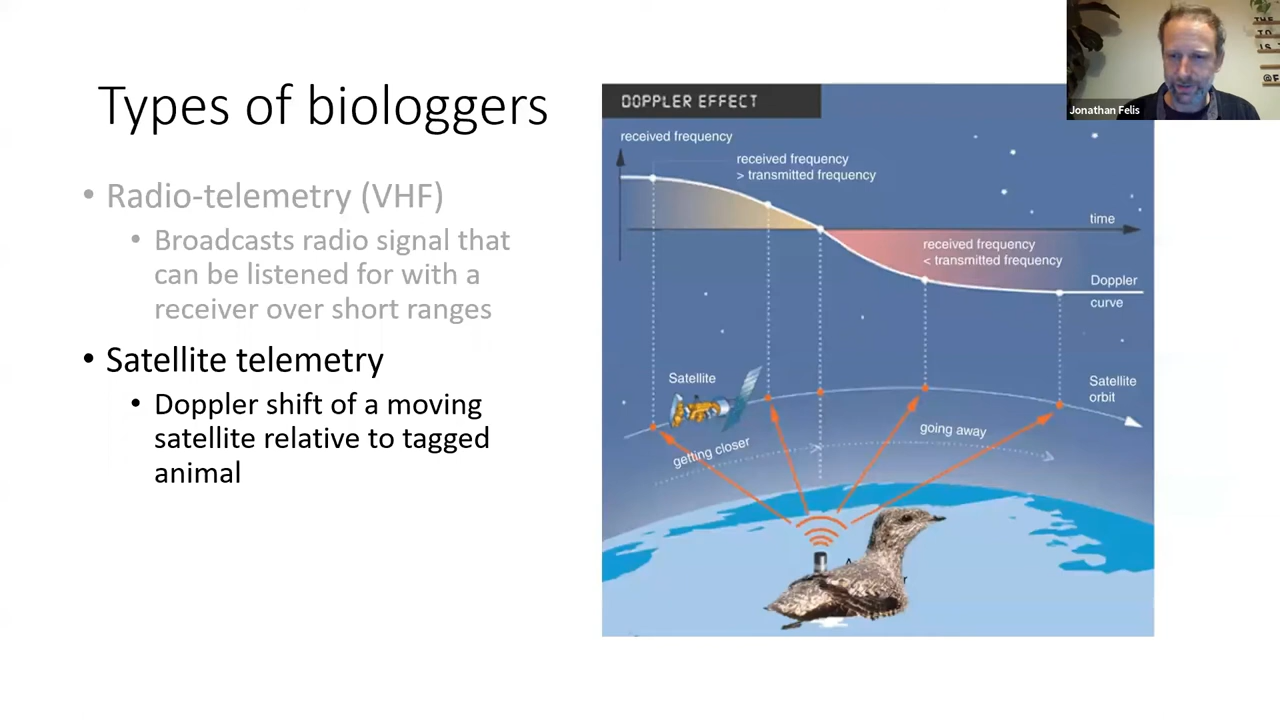 Types of biologgers
• Radio-telemetry (VHF)
• Broadcasts radio signal that
can be listened for with a
receiver over short ranges
• Satellite telemetry
• Doppler shift of a moving
satellite relative to tagged
animal
DOPPLER EFFECT
received frequency
received frequency
> transmitted frequency
time
received frequency
< transmitted frequency
Doppler
curve
Satellite
Satellite
orbit
getting closer
going away
Jonathan Felis